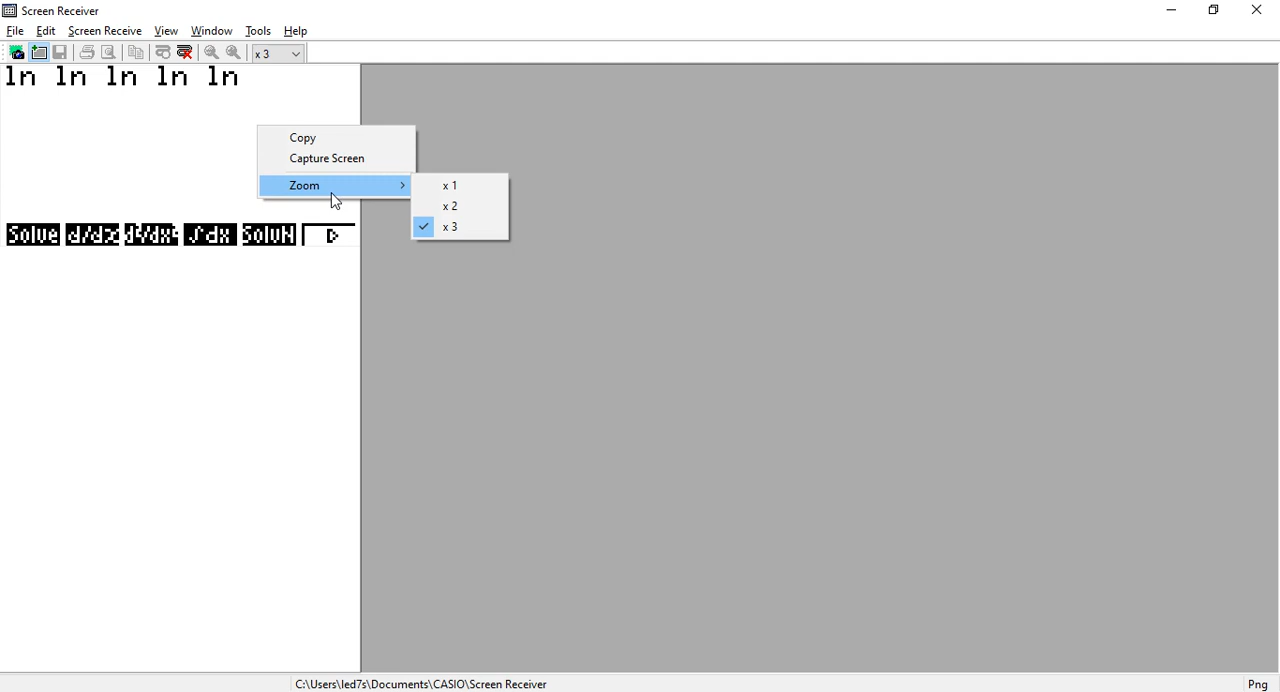 Screen Receiver
File Edit Screen Receive View Window Tools Help
x 3
ln ln ln ln ln
Copy
Capture Screen
Zoom
x 1
x 2
x 3
Solve d/dx d²/dx² ∫dx SolvN
C:\Users\led7s\Documents\CASIO\Screen Receiver
Png